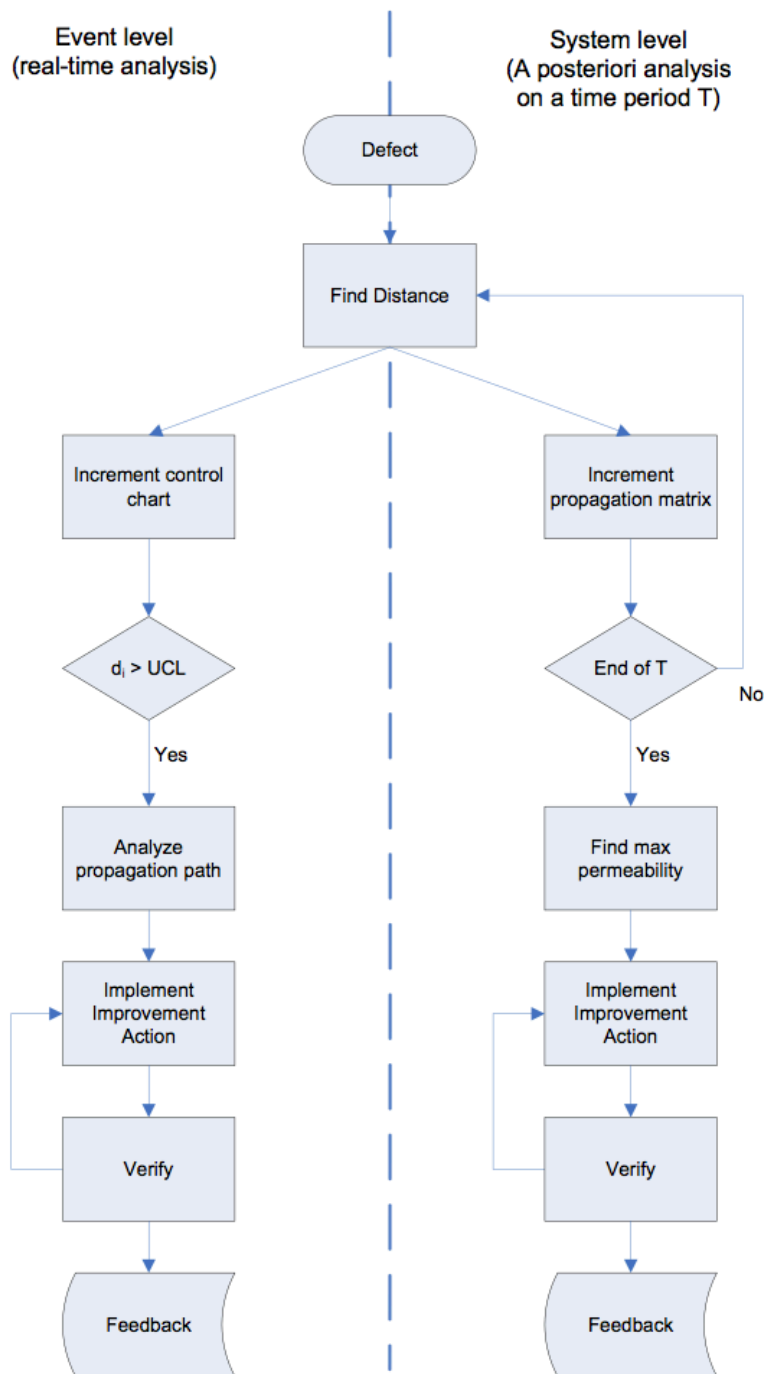 Event level
(real-time analysis)
System level
(A posteriori analysis
on a time period T)
Defect
Find Distance
Increment control
chart
Increment
propagation matrix
dᵢ > UCL
End of T
No
Yes
Yes
Analyze
propagation path
Find max
permeability
Implement
Improvement
Action
Implement
Improvement
Action
Verify
Verify
Feedback
Feedback